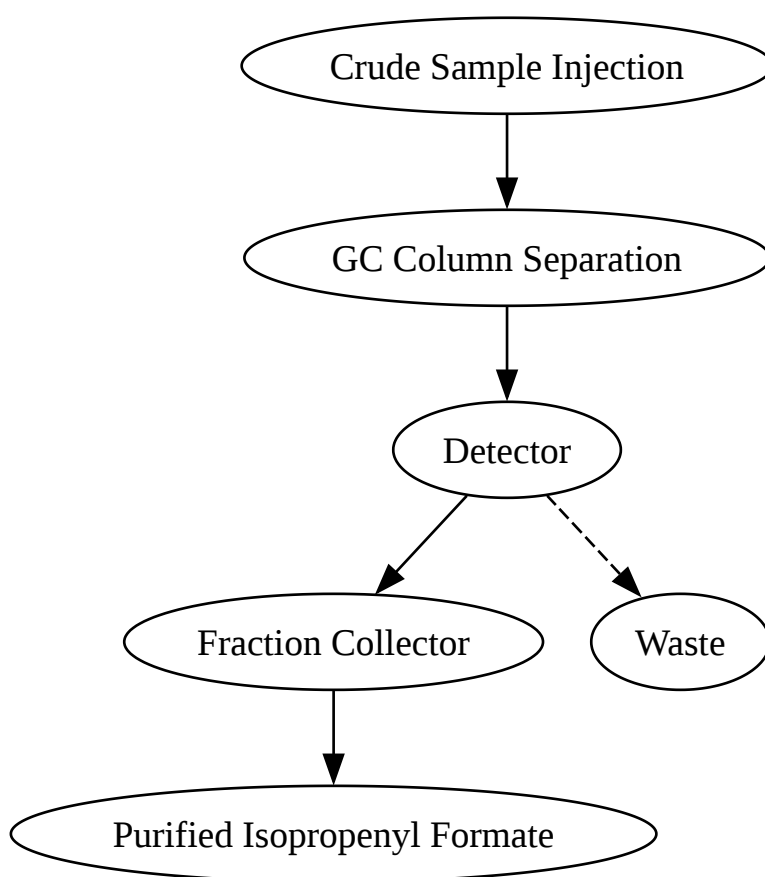 Crude Sample Injection
GC Column Separation
Detector
Fraction Collector
Waste
Purified Isopropenyl Formate